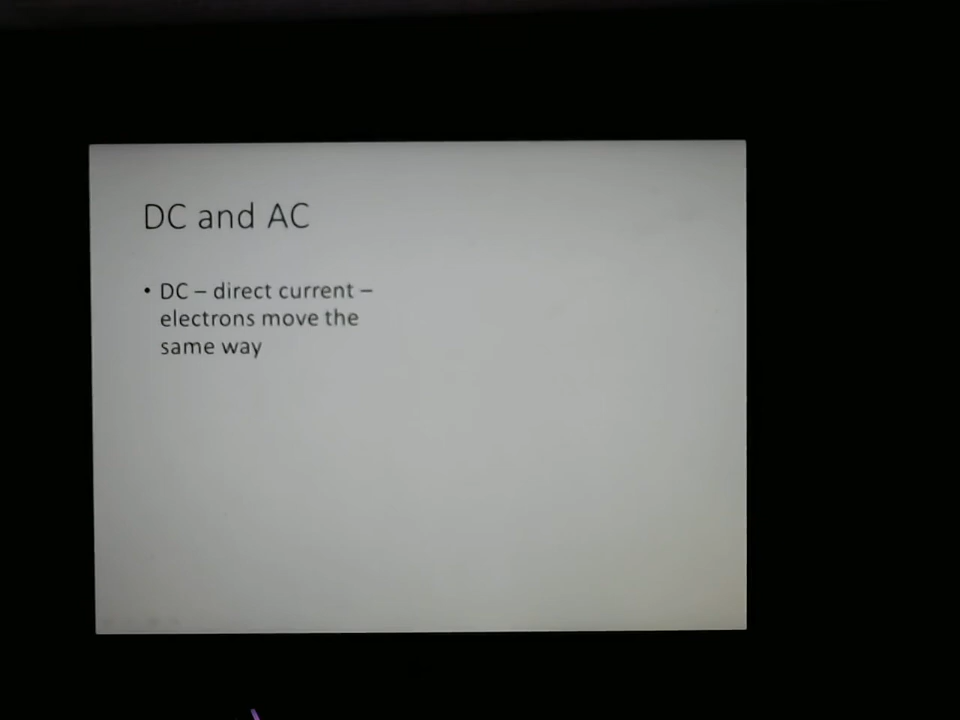 DC and AC
• DC – direct current –
electrons move the
same way